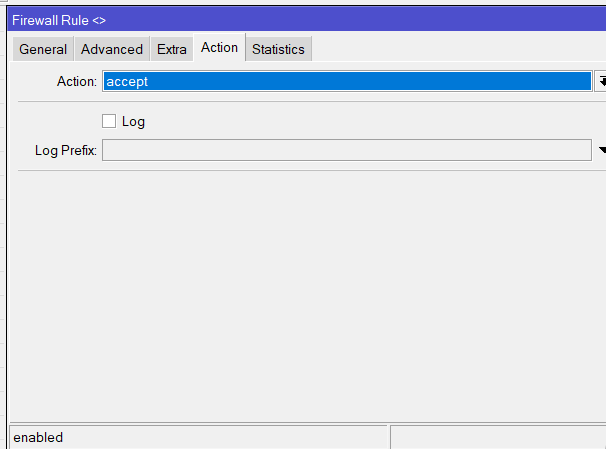 Firewall Rule <>
General Advanced Extra Action Statistics
Action: accept
Log
Log Prefix:
enabled